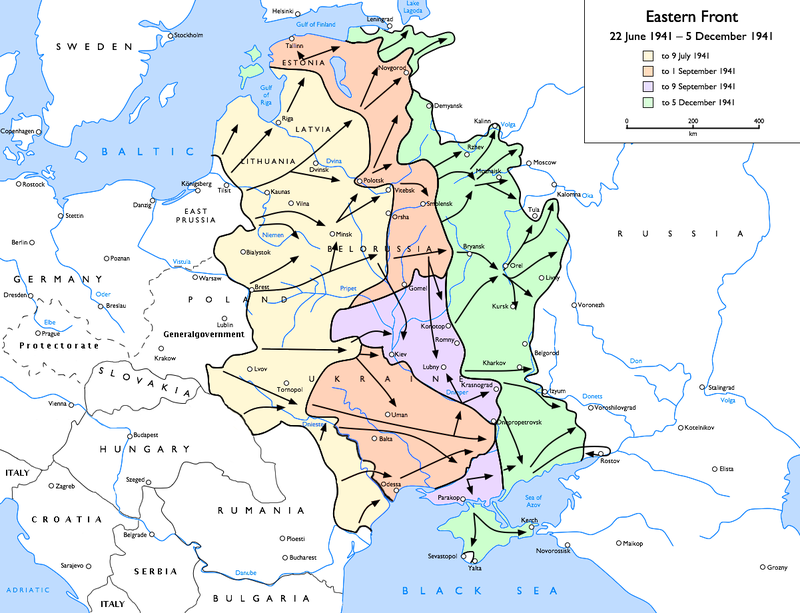 Eastern Front
22 June 1941 – 5 December 1941
to 9 July 1941
to 1 September 1941
to 9 September 1941
to 5 December 1941
0 200 400
km
Helsinki
Lake
Lagoda
Leningrad
Gulf of Finland
Stockholm
SWEDEN
Tallinn
ESTONIA
Novgorod
Gulf
of
Riga
Demyansk
Riga
LATVIA
Kalinn
Volga
Copenhagen
BALTIC
Rzhev
Moscow
LITHUANIA
Dvina
Dvinsk
Mozhaisk
Rostock
Königsberg
Tilsit
Kaunas
Polotsk
Vitebsk
Kalomna
Oka
Danzig
Vilna
Smolensk
Stettin
EAST
PRUSSIA
Orsha
Tula
Niemen
Minsk
RUSSIA
Berlin
BELORUSSIA
Bialystok
Bryansk
Poznan
Vistula
Orel
GERMANY
Warsaw
Brest
Pripet
Gomel
Livny
Dresden
Oder
Breslau
POLAND
Kursk
Voronezh
Elbe
Lublin
Konotop
Prague
Generalgovernment
Romny
Protectorate
Krakow
Kiev
Belgorod
Lvov
Lubny
Kharkov
Don
SLOVAKIA
UKRAINE
Krasnograd
Stalingrad
Tornopol
Dnieper
Izyum
Donets
Volga
Vienna
Uman
Voroshilovgrad
Dniester
Dnipropetrovsk
Kotelnikov
Budapest
Balta
HUNGARY
Rostov
ITALY
Szeged
Odessa
Elista
Zagreb
Parakop
Sea of
Azov
RUMANIA
CROATIA
Kerch
Belgrade
Ploesti
Maikop
Novorossisk
Bucharest
Sevastopol
Yalta
Sarajevo
SERBIA
Danube
Grozny
ADRIATIC
BLACK SEA
ITALY
BULGARIA